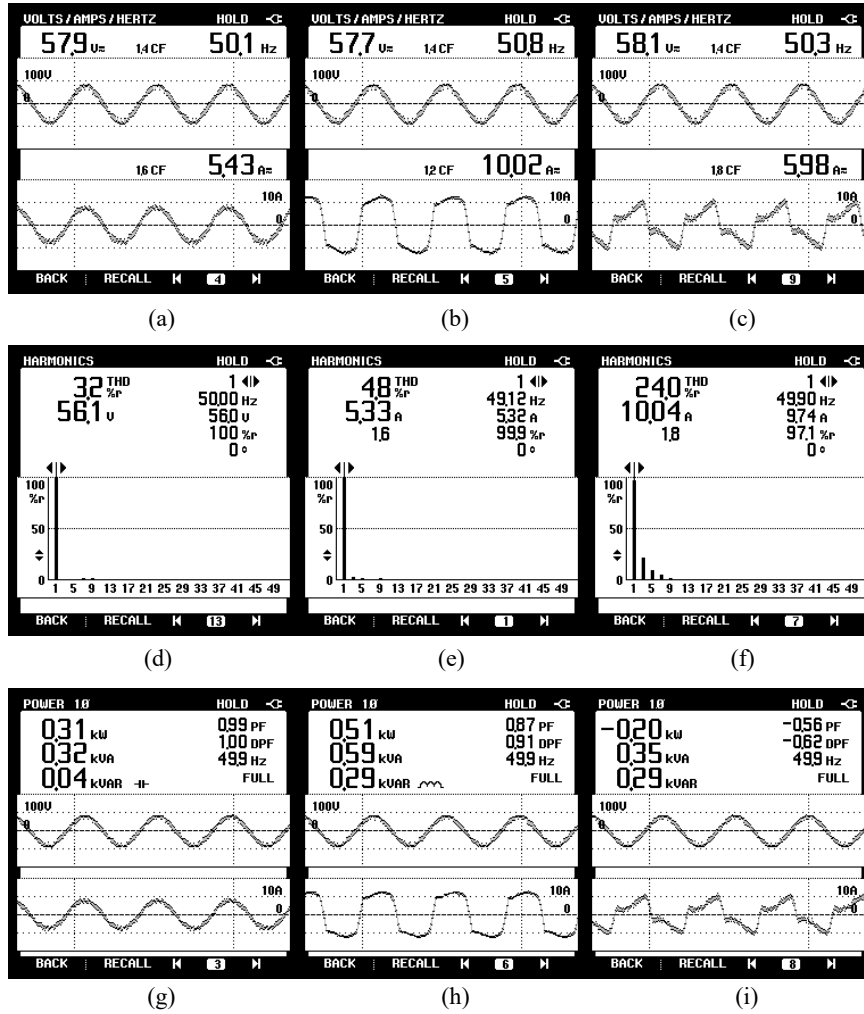 VOLTS/AMPS/HERTZ HOLD
57.9 V≂ 1.4 CF 50.1 Hz
100V
0
1.6 CF 5.43 A≂
10A
0
BACK RECALL 4
(a)
VOLTS/AMPS/HERTZ HOLD
57.7 V≂ 1.4 CF 50.8 Hz
100V
0
1.2 CF 10.02 A≂
10A
0
BACK RECALL 5
(b)
VOLTS/AMPS/HERTZ HOLD
58.1 V≂ 1.4 CF 50.3 Hz
100V
0
1.8 CF 5.98 A≂
10A
0
BACK RECALL 9
(c)
HARMONICS HOLD
3.2 THD %r 1
50.00 Hz
56.1 V 56.0 V
100 %r
0 °
100
%r
50
0
1 5 9 13 17 21 25 29 33 37 41 45 49
BACK RECALL 13
(d)
HARMONICS HOLD
4.8 THD %r 1
49.12 Hz
5.33 A 5.32 A
1.6 99.9 %r
0 °
100
%r
50
0
1 5 9 13 17 21 25 29 33 37 41 45 49
BACK RECALL 1
(e)
HARMONICS HOLD
24.0 THD %r 1
49.90 Hz
10.04 A 9.74 A
1.8 97.1 %r
0 °
100
%r
50
0
1 5 9 13 17 21 25 29 33 37 41 45 49
BACK RECALL 7
(f)
POWER 1.0 HOLD
0.31 kW 0.99 PF
1.00 DPF
0.32 kVA 49.9 Hz
0.04 kVAR FULL
100V
0
10A
0
BACK RECALL 3
(g)
POWER 1.0 HOLD
0.51 kW 0.87 PF
0.91 DPF
0.59 kVA 49.9 Hz
0.29 kVAR FULL
100V
0
10A
0
BACK RECALL 6
(h)
POWER 1.0 HOLD
-0.20 kW -0.56 PF
-0.62 DPF
0.35 kVA 49.9 Hz
0.29 kVAR FULL
100V
0
10A
0
BACK RECALL 8
(i)